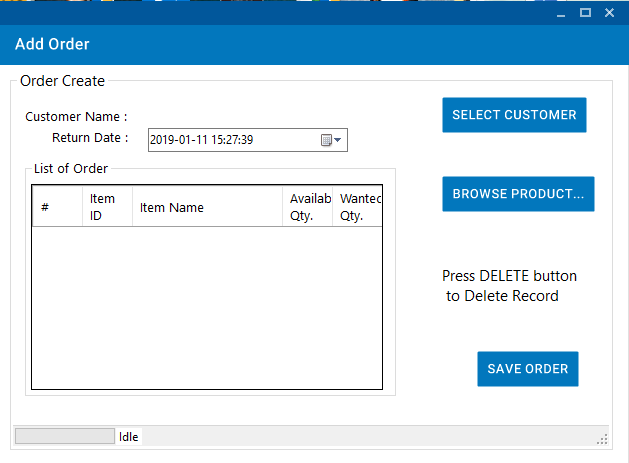 Add Order
Order Create
Customer Name :
SELECT CUSTOMER
Return Date :
2019-01-11 15:27:39
List of Order
BROWSE PRODUCT...
#
Item
ID
Item Name
Availab
Qty.
Wanted
Qty.
Press DELETE button
to Delete Record
SAVE ORDER
Idle